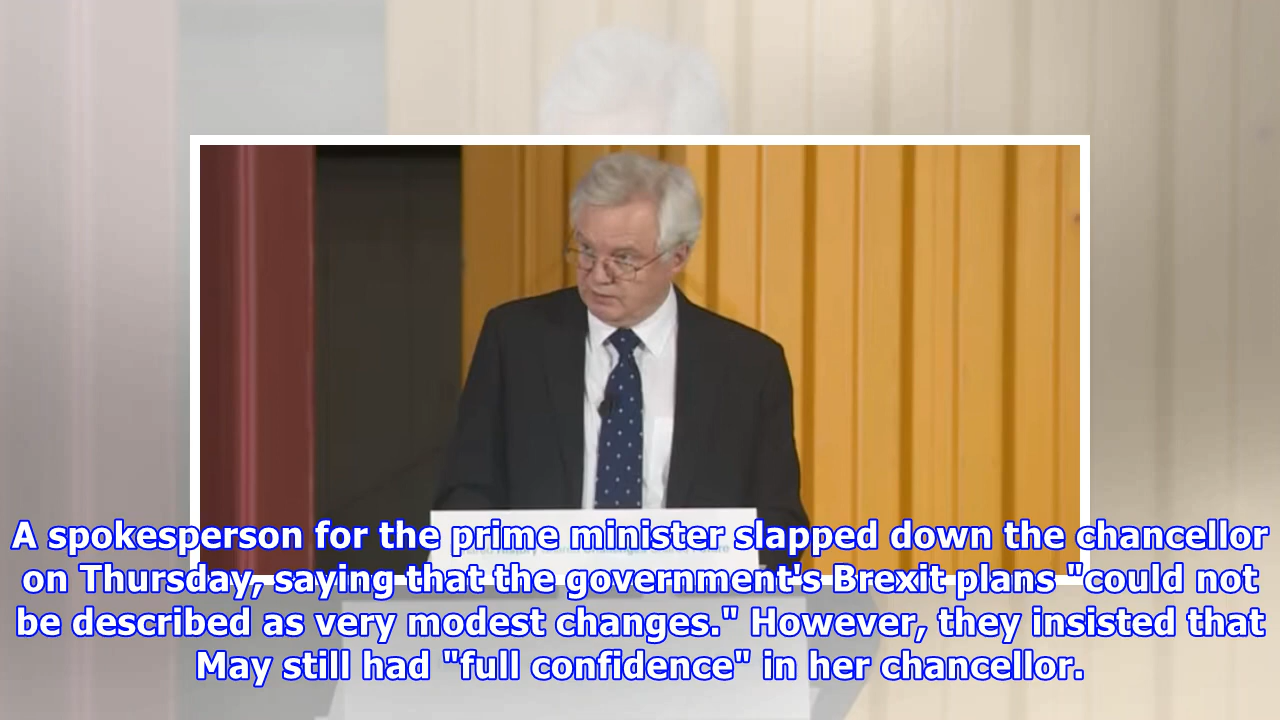 A spokesperson for the prime minister slapped down the chancellor
on Thursday, saying that the government's Brexit plans "could not
be described as very modest changes." However, they insisted that
May still had "full confidence" in her chancellor.